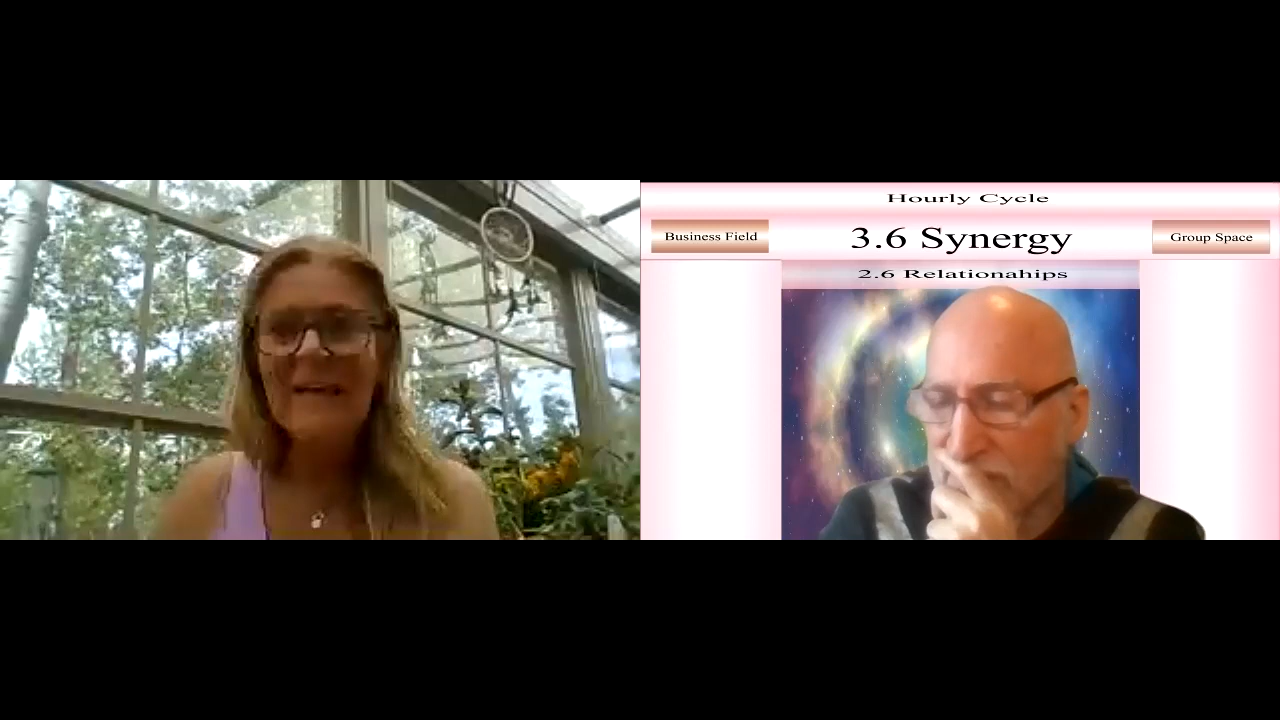 Hourly Cycle
Business Field
3.6 Synergy
Group Space
2.6 Relationahips